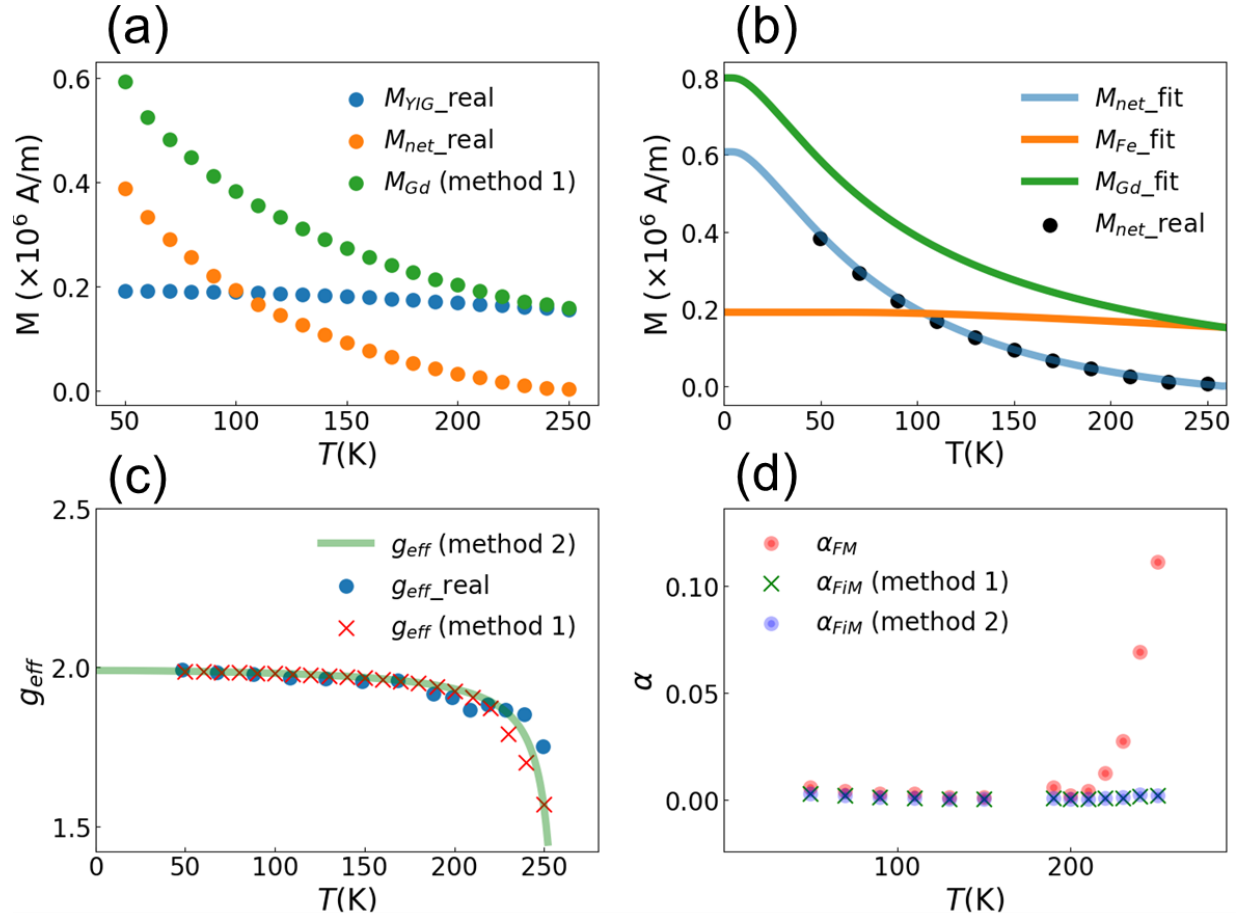 (a)
M (×10⁶ A/m)
0.6
0.4
0.2
0.0
M_YIG_real
M_net_real
M_Gd (method 1)
50 100 150 200 250
T(K)
(b)
M (×10⁶ A/m)
0.8
0.6
0.4
0.2
0.0
M_net_fit
M_Fe_fit
M_Gd_fit
M_net_real
0 50 100 150 200 250
T(K)
(c)
g_eff
2.5
2.0
1.5
g_eff (method 2)
g_eff_real
g_eff (method 1)
0 50 100 150 200 250
T(K)
(d)
α
0.10
0.05
0.00
α_FM
α_FiM (method 1)
α_FiM (method 2)
100 200
T(K)